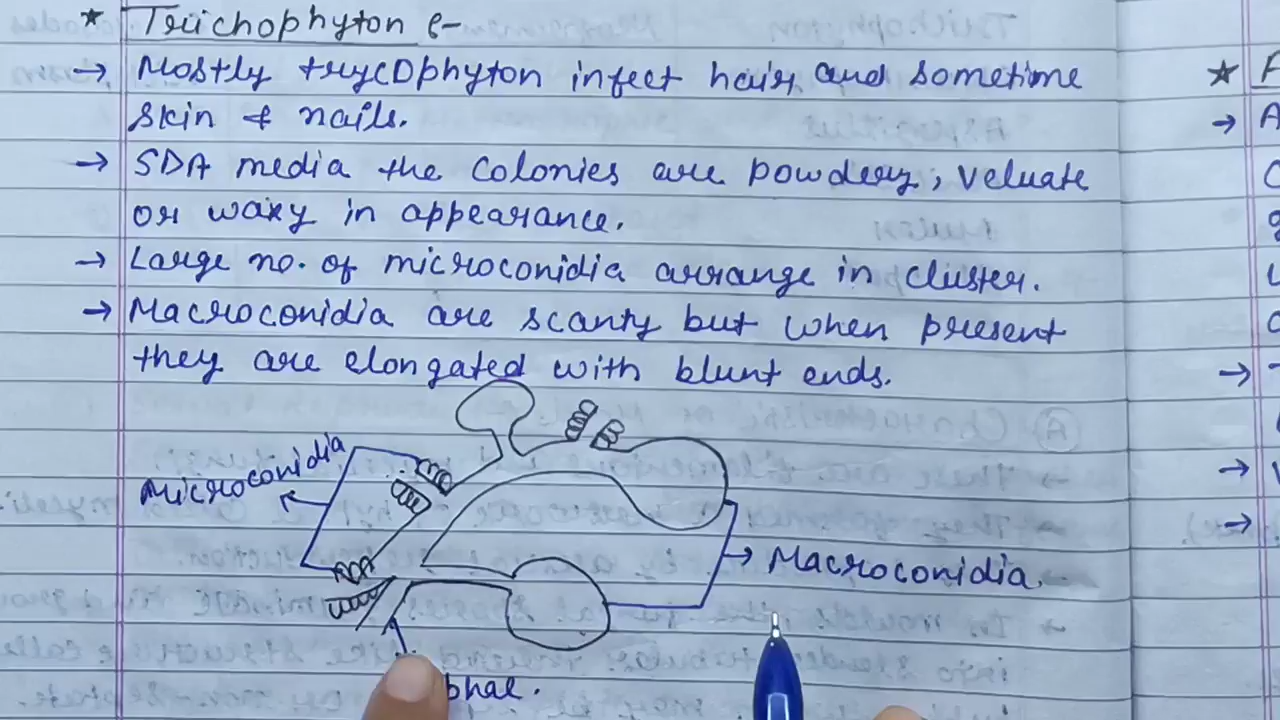 * Trichophyton :-
→ Mostly trycophyton infect hair and sometime
skin & nails.
→ SDA media the colonies are powdery, veluate
or waxy in appearance.
→ Large no. of microconidia arrange in cluster.
→ Macroconidia are scanty but when present
they are elongated with blunt ends.
Microconidia
→ Macroconidia.
phae.